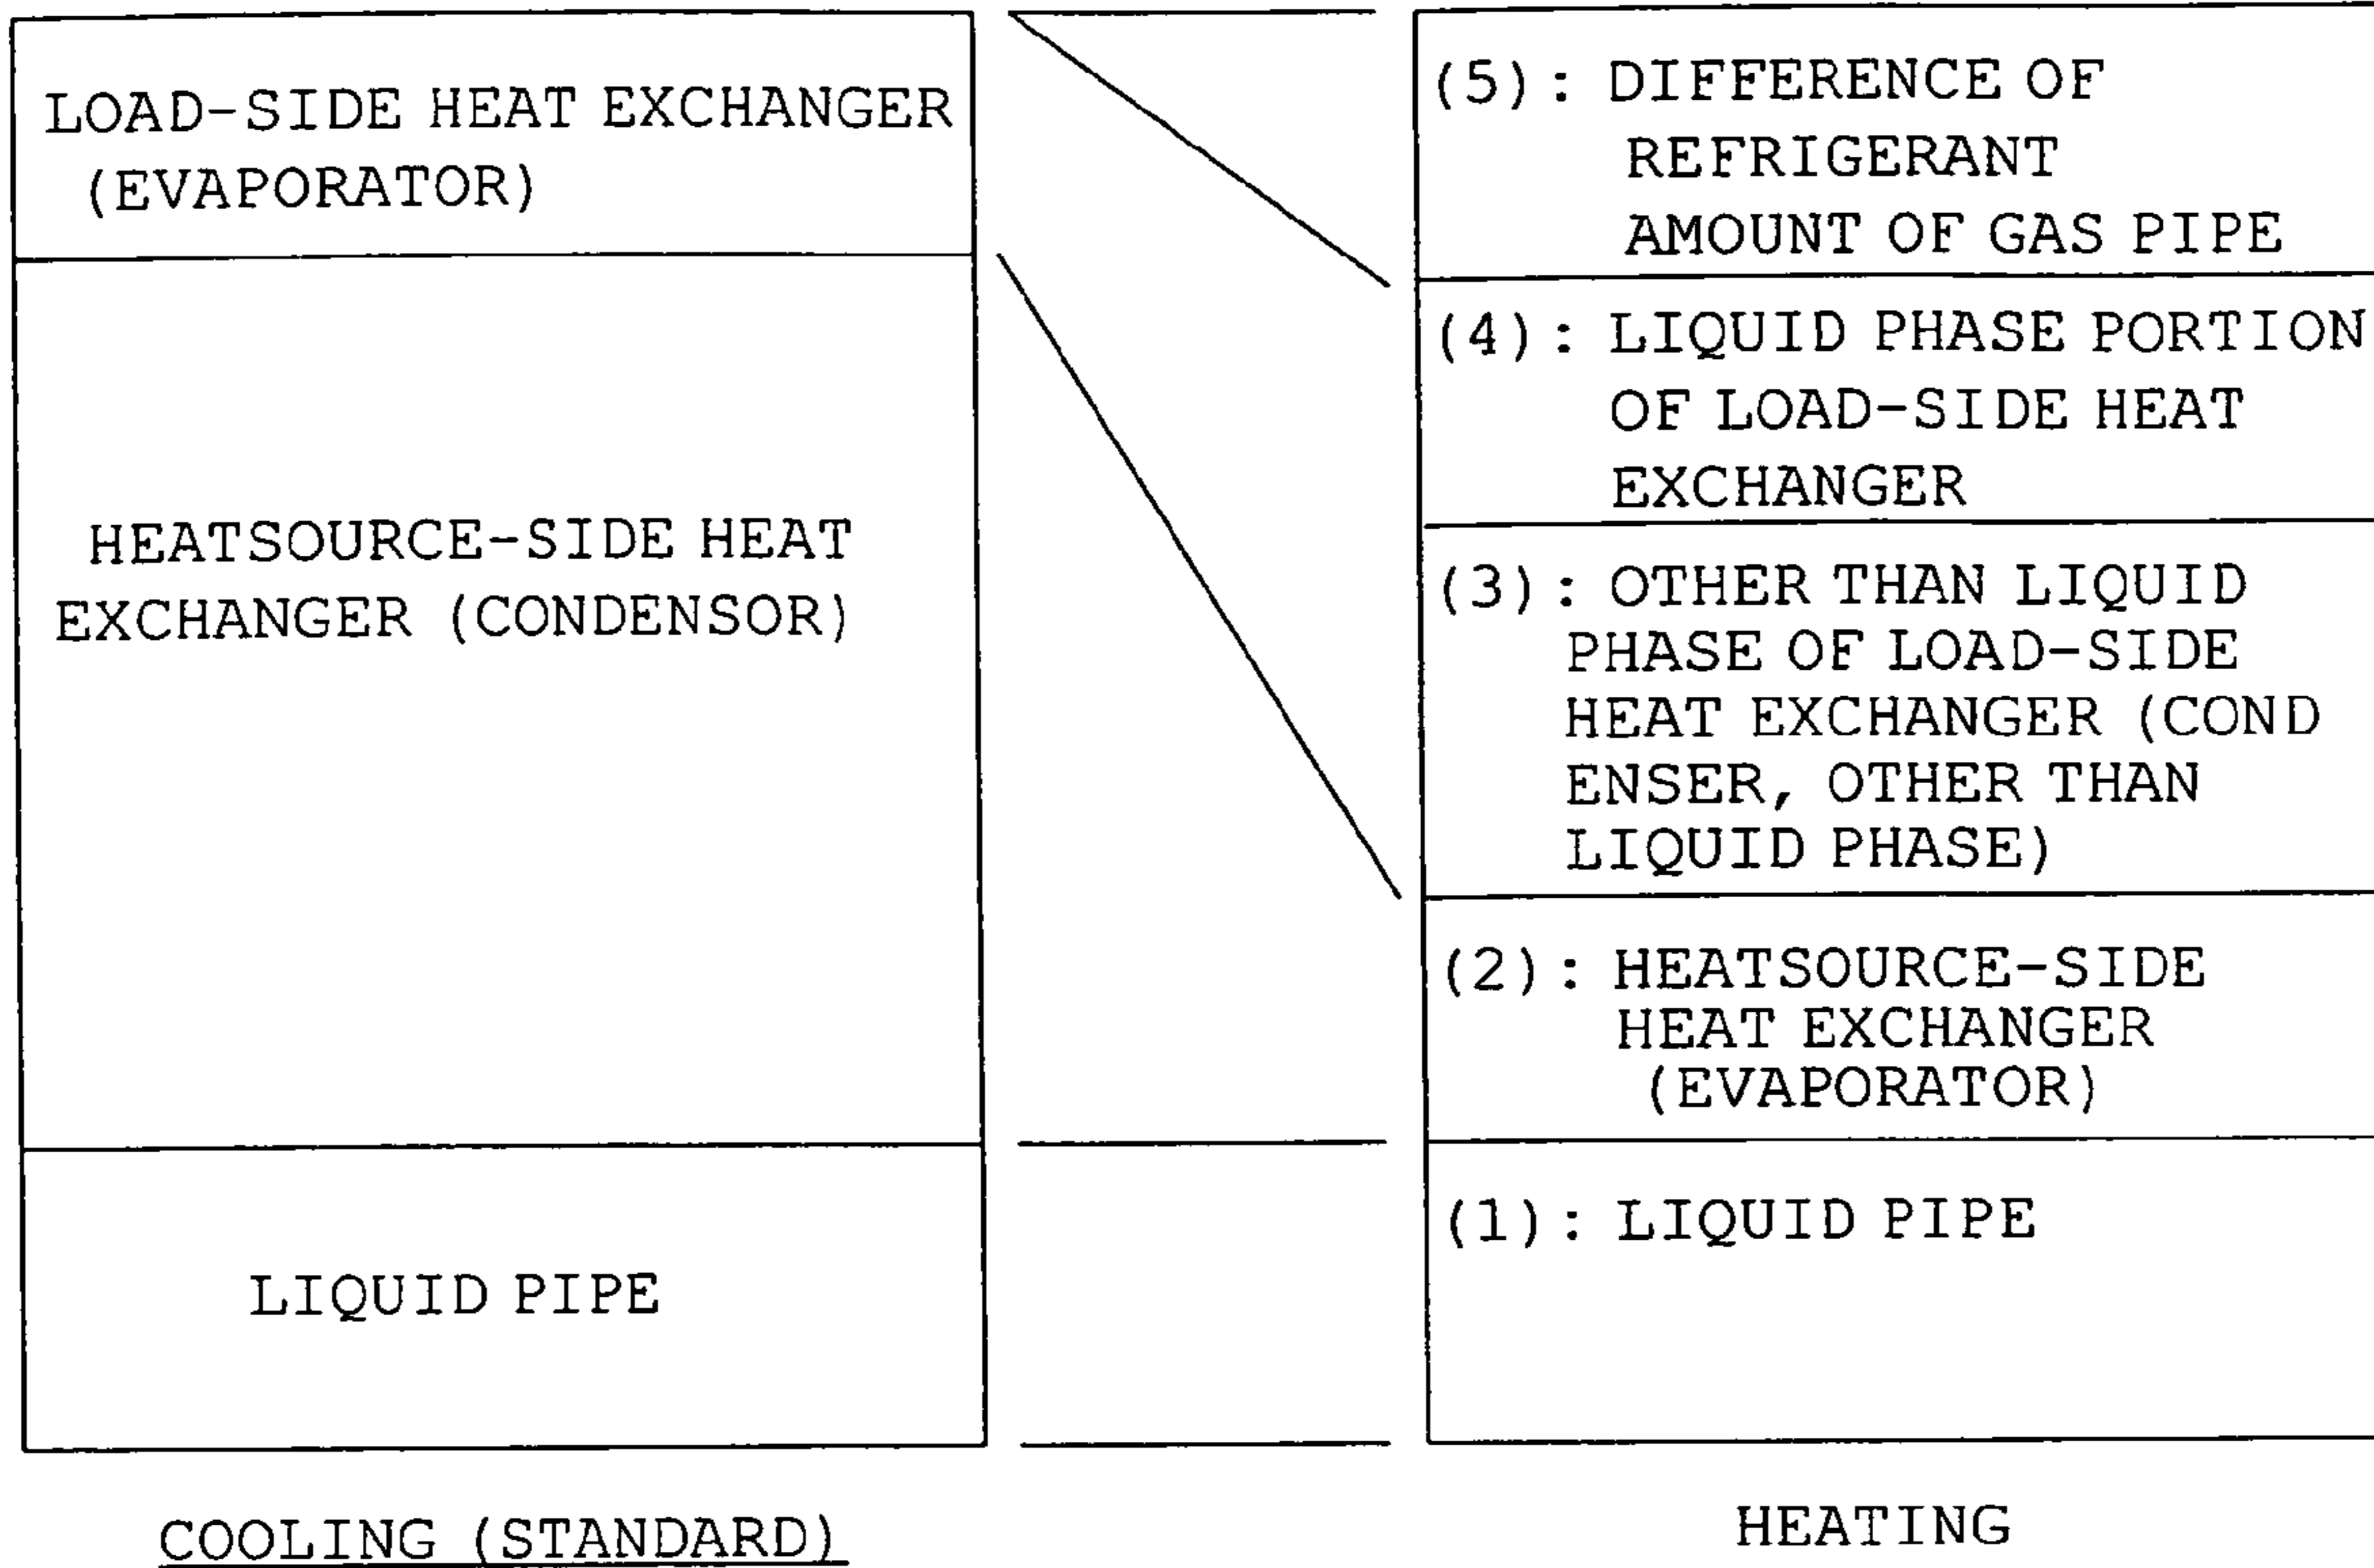 LOAD-SIDE HEAT EXCHANGER
(EVAPORATOR)
HEATSOURCE-SIDE HEAT
EXCHANGER (CONDENSOR)
LIQUID PIPE
COOLING (STANDARD)
(5): DIFFERENCE OF
REFRIGERANT
AMOUNT OF GAS PIPE
(4): LIQUID PHASE PORTION
OF LOAD-SIDE HEAT
EXCHANGER
(3): OTHER THAN LIQUID
PHASE OF LOAD-SIDE
HEAT EXCHANGER (COND
ENSER, OTHER THAN
LIQUID PHASE)
(2): HEATSOURCE-SIDE
HEAT EXCHANGER
(EVAPORATOR)
(1): LIQUID PIPE
HEATING